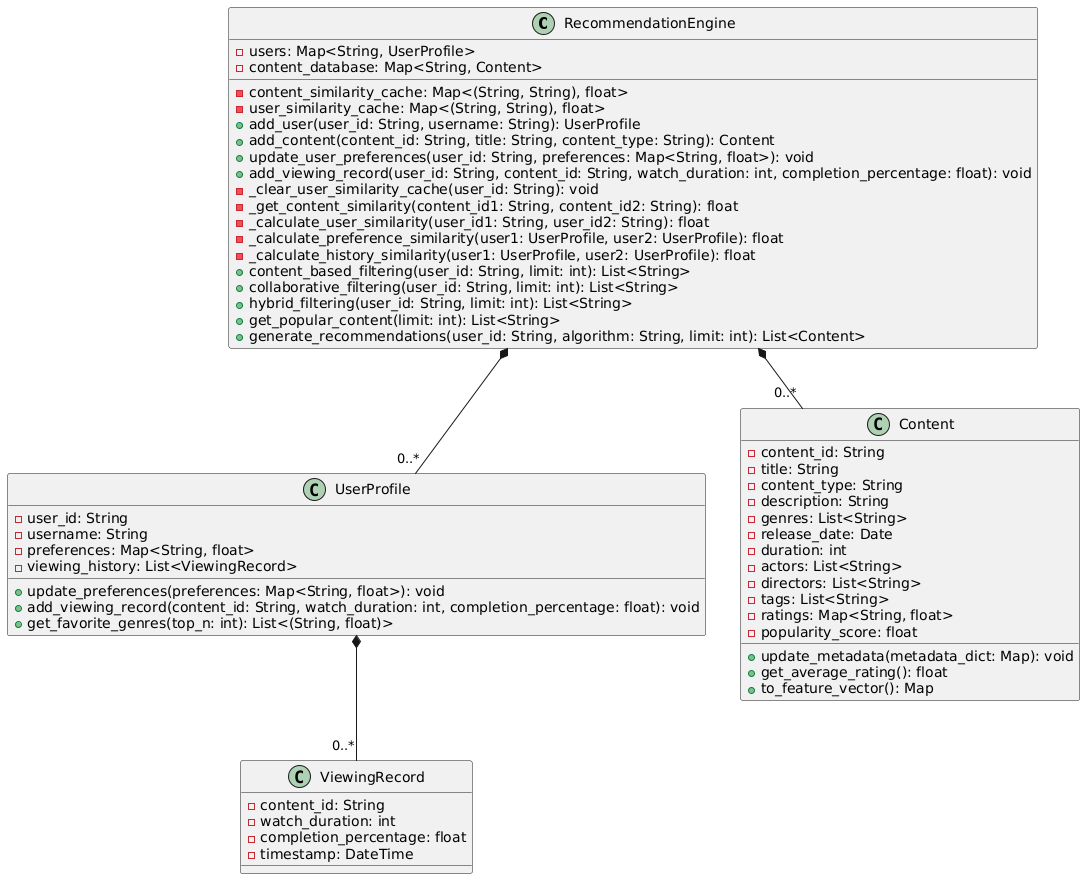 C RecommendationEngine
users: Map<String, UserProfile>
content_database: Map<String, Content>
content_similarity_cache: Map<(String, String), float>
user_similarity_cache: Map<(String, String), float>
add_user(user_id: String, username: String): UserProfile
add_content(content_id: String, title: String, content_type: String): Content
update_user_preferences(user_id: String, preferences: Map<String, float>): void
add_viewing_record(user_id: String, content_id: String, watch_duration: int, completion_percentage: float): void
_clear_user_similarity_cache(user_id: String): void
_get_content_similarity(content_id1: String, content_id2: String): float
_calculate_user_similarity(user_id1: String, user_id2: String): float
_calculate_preference_similarity(user1: UserProfile, user2: UserProfile): float
_calculate_history_similarity(user1: UserProfile, user2: UserProfile): float
content_based_filtering(user_id: String, limit: int): List<String>
collaborative_filtering(user_id: String, limit: int): List<String>
hybrid_filtering(user_id: String, limit: int): List<String>
get_popular_content(limit: int): List<String>
generate_recommendations(user_id: String, algorithm: String, limit: int): List<Content>
0..*
0..*
C UserProfile
user_id: String
username: String
preferences: Map<String, float>
viewing_history: List<ViewingRecord>
update_preferences(preferences: Map<String, float>): void
add_viewing_record(content_id: String, watch_duration: int, completion_percentage: float): void
get_favorite_genres(top_n: int): List<(String, float)>
C Content
content_id: String
title: String
content_type: String
description: String
genres: List<String>
release_date: Date
duration: int
actors: List<String>
directors: List<String>
tags: List<String>
ratings: Map<String, float>
popularity_score: float
update_metadata(metadata_dict: Map): void
get_average_rating(): float
to_feature_vector(): Map
0..*
C ViewingRecord
content_id: String
watch_duration: int
completion_percentage: float
timestamp: DateTime